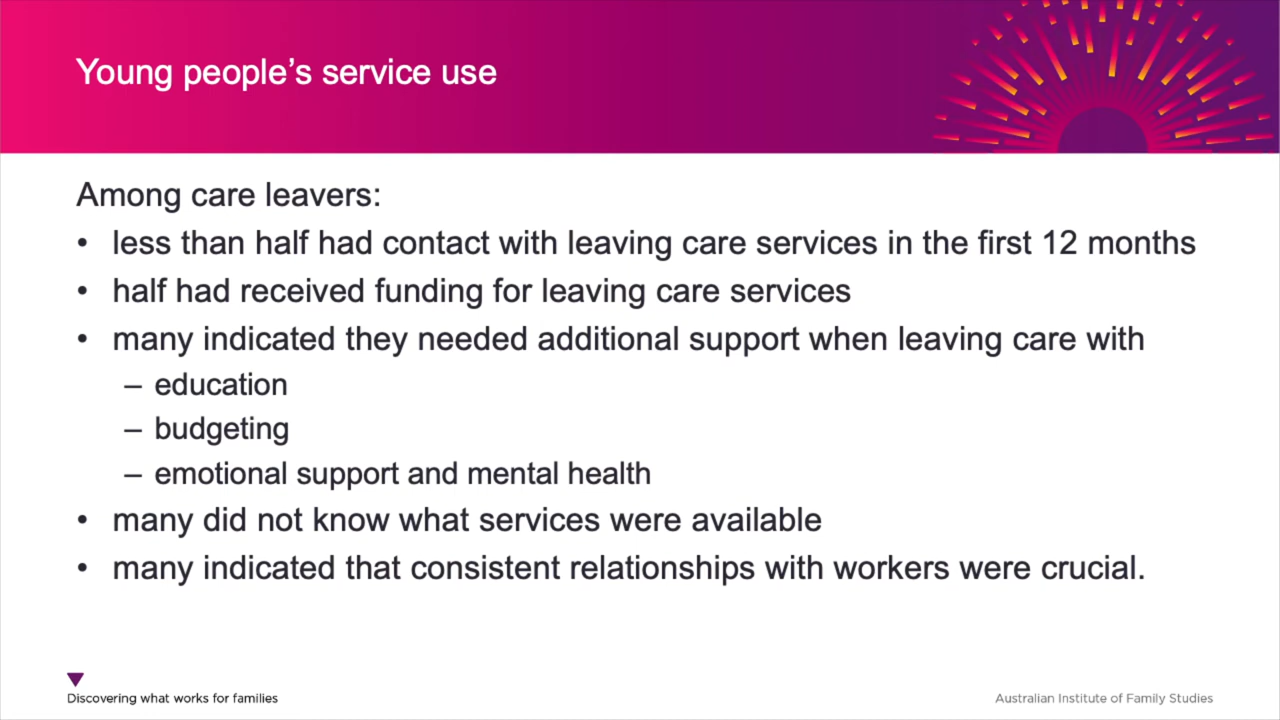 Young people’s service use
Among care leavers:
• less than half had contact with leaving care services in the first 12 months
• half had received funding for leaving care services
• many indicated they needed additional support when leaving care with
– education
– budgeting
– emotional support and mental health
• many did not know what services were available
• many indicated that consistent relationships with workers were crucial.
Discovering what works for families
Australian Institute of Family Studies